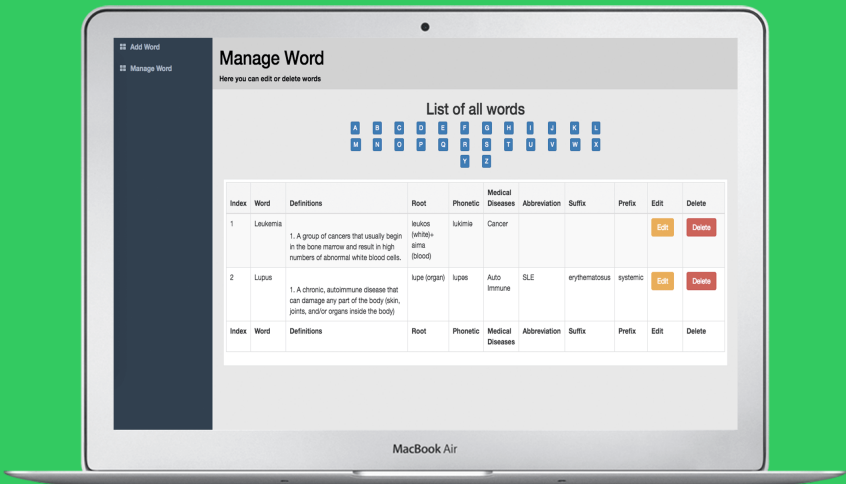 Add Word
Manage Word
Manage Word
Here you can edit or delete words
List of all words
A B C D E F G H I J K L
M N O P Q R S T U V W X
Y Z
Index Word Definitions Root Phonetic Medical Diseases Abbreviation Suffix Prefix Edit Delete
1 Leukemia
1. A group of cancers that usually begin
in the bone marrow and result in high
numbers of abnormal white blood cells.
leukos
(white)+
aima
(blood)
lukimiə
Cancer
Edit
Delete
2 Lupus
1. A chronic, autoimmune disease that
can damage any part of the body (skin,
joints, and/or organs inside the body)
lupe (organ)
lupəs
Auto
Immune
SLE
erythematosus
systemic
Edit
Delete
Index Word Definitions Root Phonetic Medical Diseases Abbreviation Suffix Prefix Edit Delete
MacBook Air